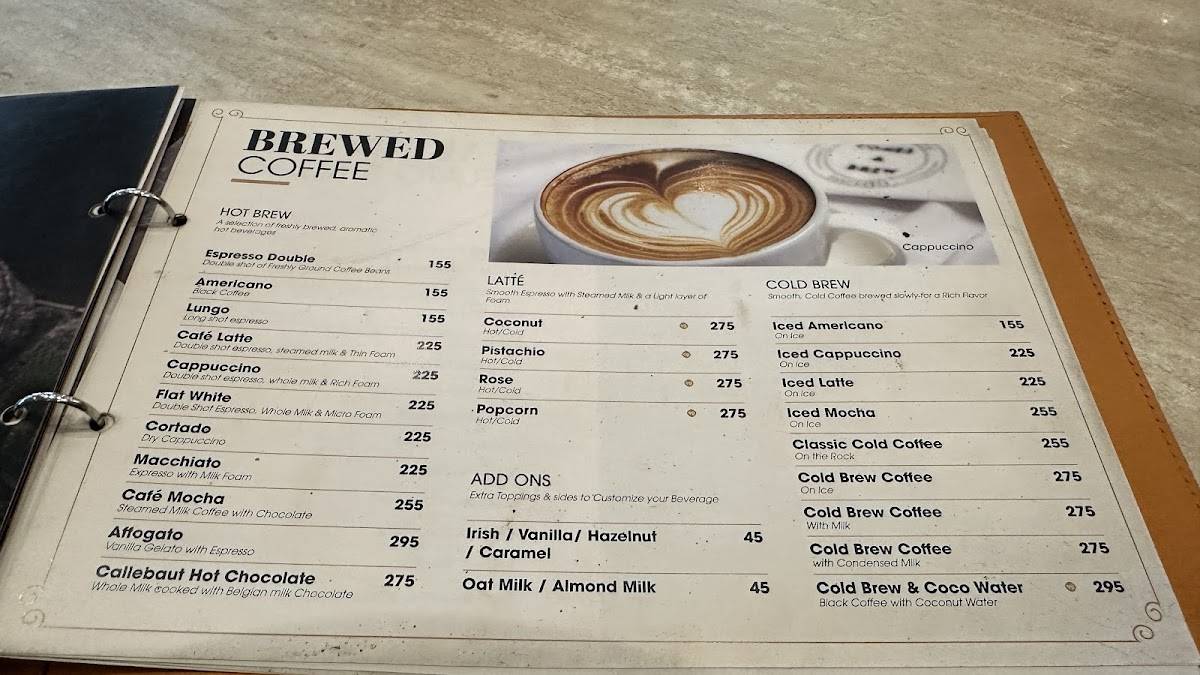 BREWED
COFFEE
HOT BREW
A selection of freshly brewed, aromatic
hot beverages
Espresso Double 155
Double shot of Freshly Ground Coffee Beans
Americano 155
Black Coffee
Lungo 155
Long shot espresso
Café Latte 225
Double shot espresso, steamed milk & Thin Foam
Cappuccino 225
Double shot espresso, whole milk & Rich Foam
Flat White 225
Double Shot Espresso, Whole Milk & Micro Foam
Cortado 225
Dry Cappuccino
Macchiato 225
Expresso with Milk Foam
Café Mocha 255
Steamed Milk Coffee with Chocolate
Affogato 295
Vanilla Gelato with Espresso
Callebaut Hot Chocolate 275
Whole Milk cooked with Belgian milk Chocolate
BREW
Cappuccino
LATTÉ
Smooth Espresso with Steamed Milk & a Light layer of
Foam
Coconut 275
Hot/Cold
Pistachio 275
Hot/Cold
Rose 275
Hot/Cold
Popcorn 275
Hot/Cold
ADD ONS
Extra Toppings & sides to Customize your Beverage
Irish / Vanilla/ Hazelnut 45
/ Caramel
Oat Milk / Almond Milk 45
COLD BREW
Smooth, Cold Coffee brewed slowly for a Rich Flavor
Iced Americano 155
On Ice
Iced Cappuccino 225
On Ice
Iced Latte 225
On Ice
Iced Mocha 255
On Ice
Classic Cold Coffee 255
On the Rock
Cold Brew Coffee 275
On Ice
Cold Brew Coffee 275
With Milk
Cold Brew Coffee 275
with Condensed Milk
Cold Brew & Coco Water 295
Black Coffee with Coconut Water